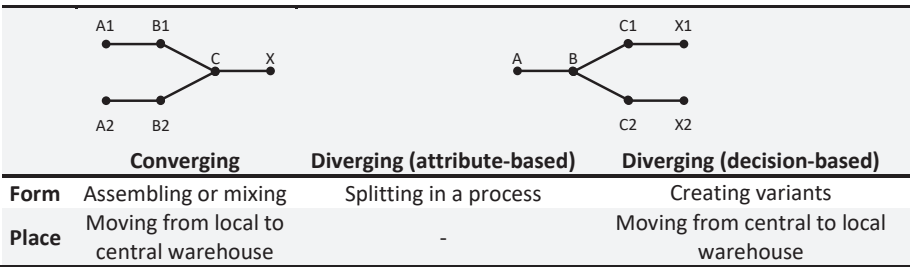 A1 B1 C1 X1
C X A B
A2 B2 C2 X2
Converging Diverging (attribute-based) Diverging (decision-based)
Form Assembling or mixing Splitting in a process Creating variants
Place Moving from local to central warehouse - Moving from central to local warehouse